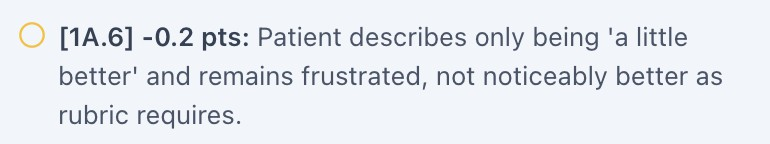 [1A.6] -0.2 pts: Patient describes only being 'a little
better' and remains frustrated, not noticeably better as
rubric requires.